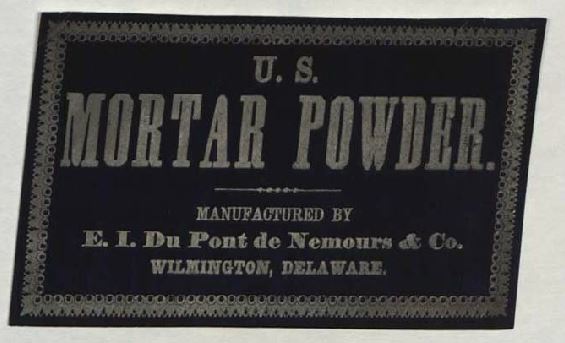 U. S.
MORTAR POWDER.
MANUFACTURED BY
E. I. Du Pont de Nemours & Co.
WILMINGTON, DELAWARE.